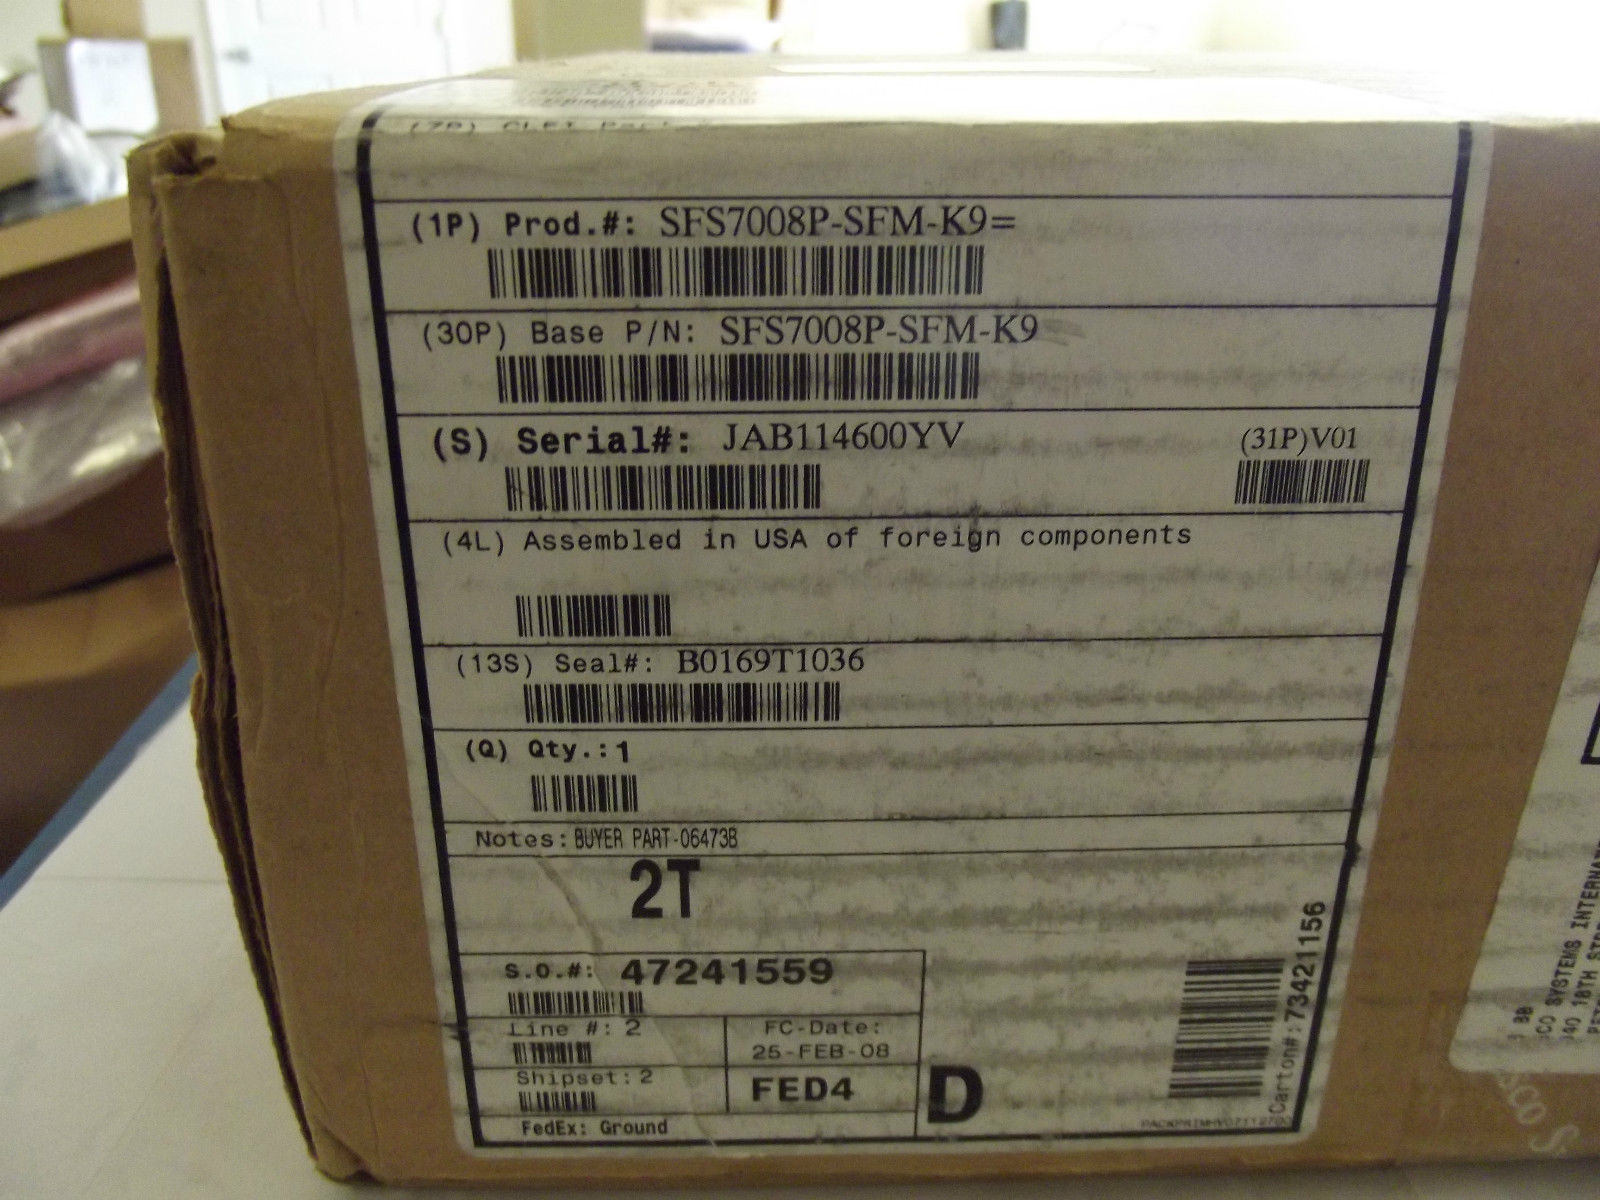 (1P) Prod.#: SFS7008P-SFM-K9=
(30P) Base P/N: SFS7008P-SFM-K9
(S) Serial#: JAB114600YV
(31P)V01
(4L) Assembled in USA of foreign components
(13S) Seal#: B0169T1036
(Q) Qty.:1
Notes: BUYER PART-06473B
2T
S.O.#: 47241559
Line #: 2
FC-Date:
25-FEB-08
Shipset: 2
FED4
D
FedEx: Ground
Carton#:73421156
SYSTEMS
18TH